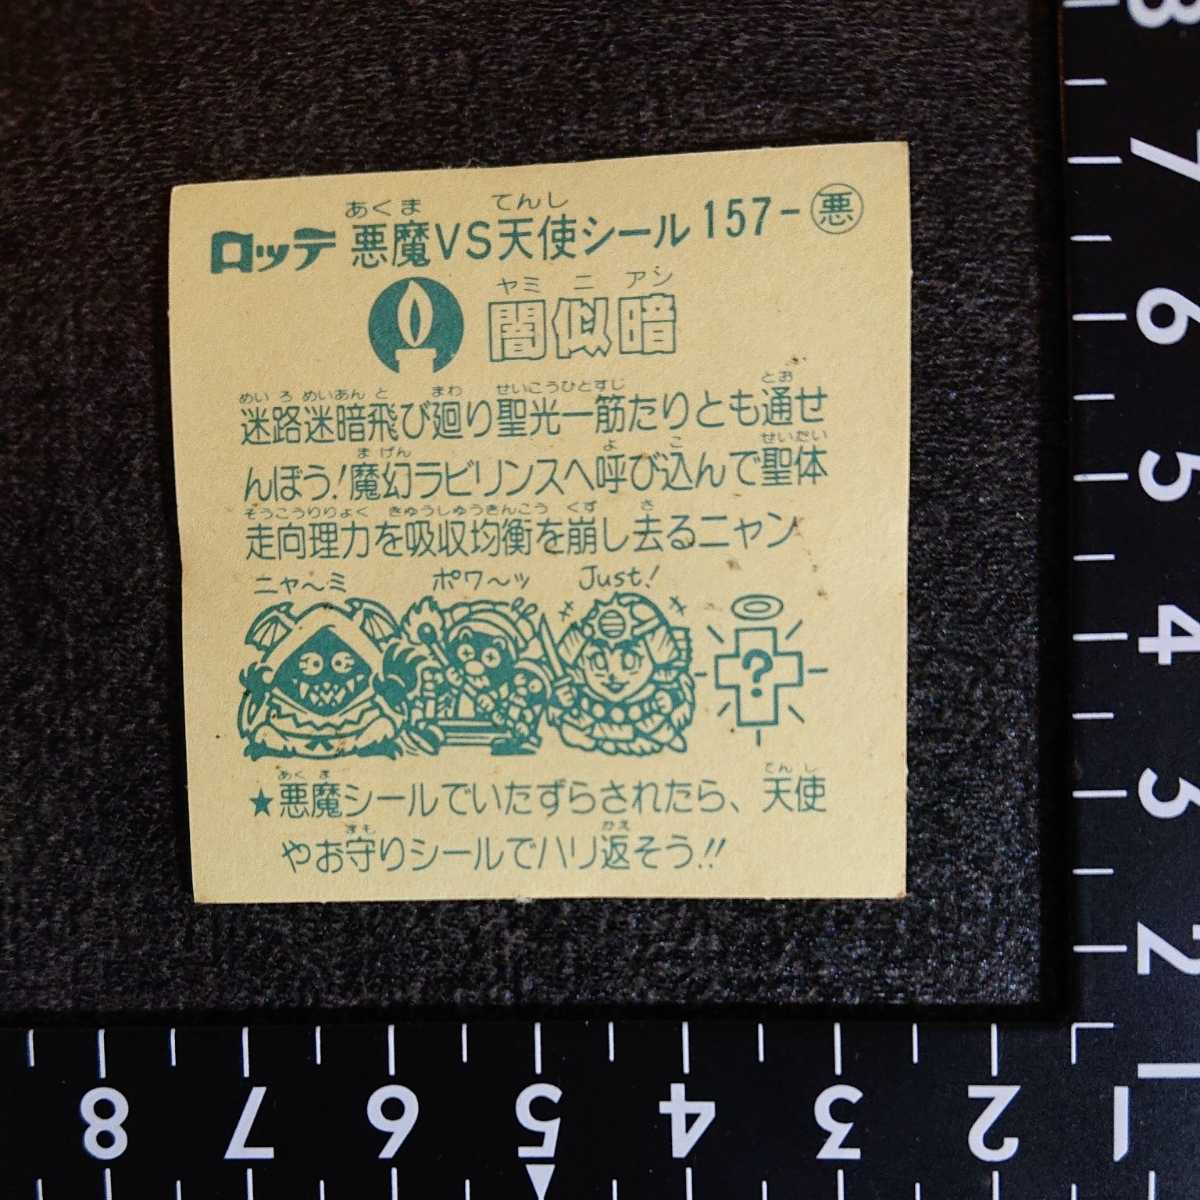 あくま てんし
ロッテ 悪魔VS天使シール 157-悪
ヤミ ニ アシ
闇似暗
めいろ めいあんと まわ せいこうひとすじ とお
迷路迷暗飛び廻り聖光一筋たりとも通せ
まげん よ こ せいたい
んぼう!魔幻ラビリンスへ呼び込んで聖体
そうこうりりょく きゅうしゅうきんこう くず さ
走向理力を吸収均衡を崩し去るニャン
ニャ〜ミ ポワ〜ッ Just!
?
あくま てんし
★悪魔シールでいたずらされたら、天使
まも かえ
やお守りシールでハリ返そう!!
8
7
6
5
4
3
2
8 7 6 5 4 3 2 1